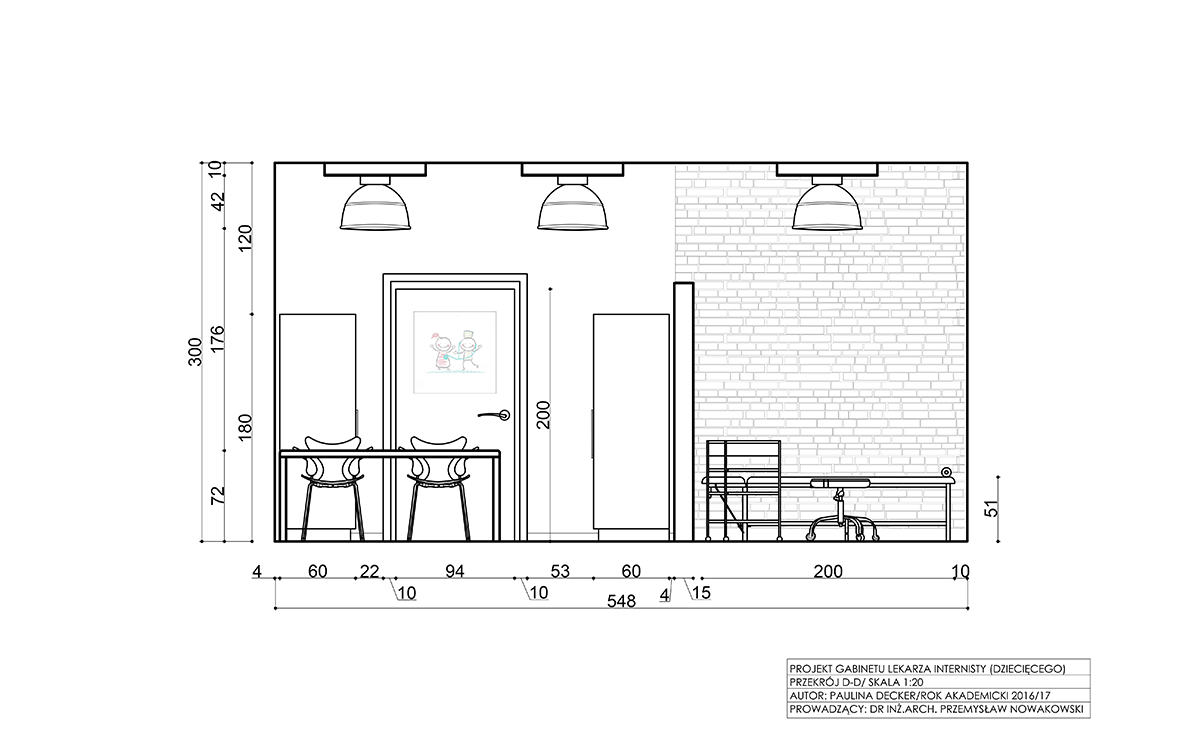 10
42
120
300
176
180
72
200
51
4 60 22 94 53 60 200 10
10 10 4 15
548
PROJEKT GABINETU LEKARZA INTERNISTY (DZIECIĘCEGO)
PRZEKRÓJ D-D/ SKALA 1:20
AUTOR: PAULINA DECKER/ROK AKADEMICKI 2016/17
PROWADZĄCY: DR INŻ.ARCH. PRZEMYSŁAW NOWAKOWSKI